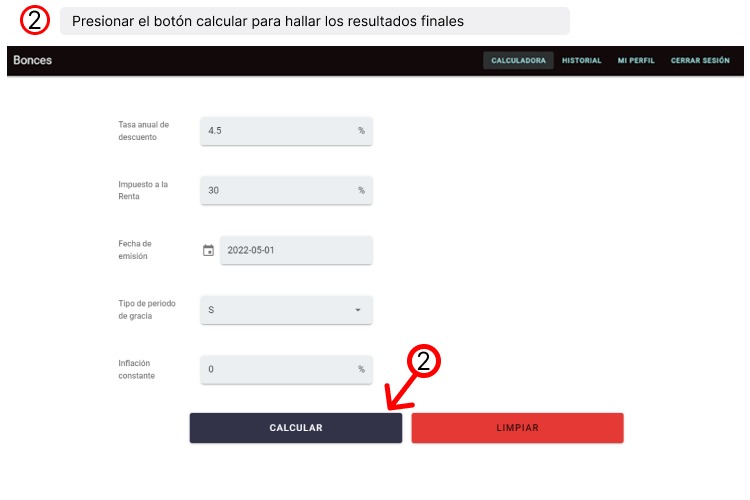 2 Presionar el botón calcular para hallar los resultados finales
Bonces CALCULADORA HISTORIAL MI PERFIL CERRAR SESIÓN
Tasa anual de
descuento
4.5 %
Impuesto a la
Renta
30 %
Fecha de
emisión
2022-05-01
Tipo de periodo
de gracia
S
Inflación
constante
0 %
2
CALCULAR LIMPIAR